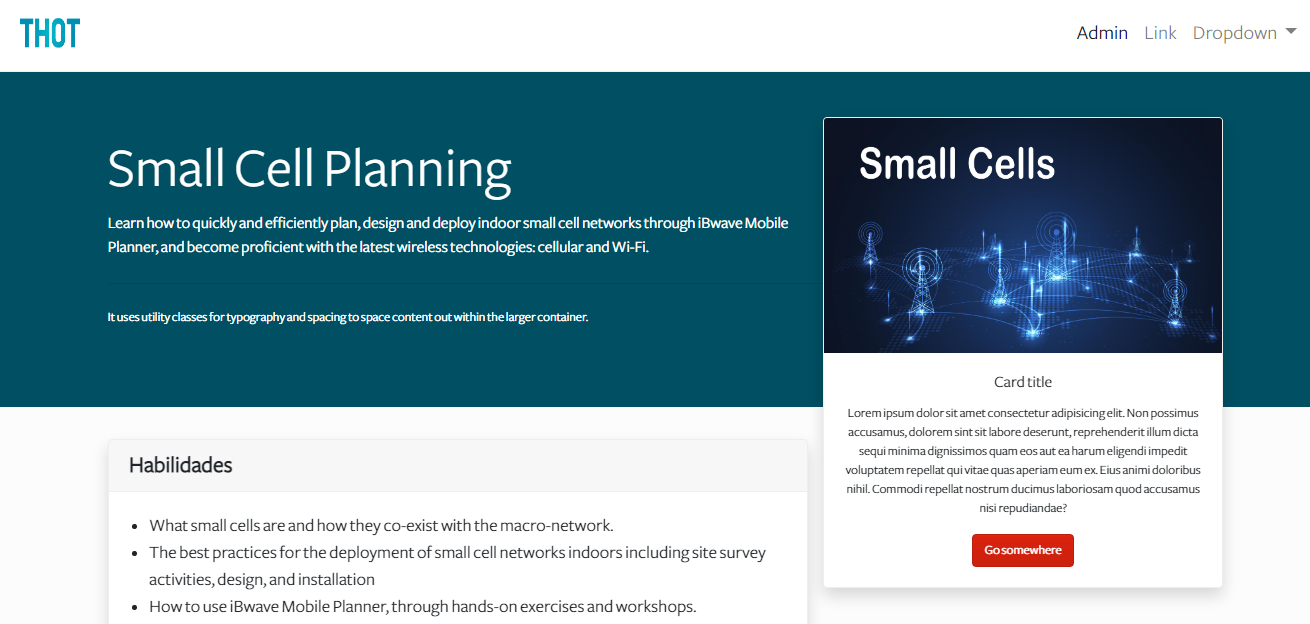 THOT
Admin Link Dropdown
Small Cell Planning
Learn how to quickly and efficiently plan, design and deploy indoor small cell networks through iBwave Mobile
Planner, and become proficient with the latest wireless technologies: cellular and Wi-Fi.
It uses utility classes for typography and spacing to space content out within the larger container.
Small Cells
Card title
Lorem ipsum dolor sit amet consectetur adipisicing elit. Non possimus
accusamus, dolorem sint sit labore deserunt, reprehenderit illum dicta
sequi minima dignissimos quam eos aut ea harum eligendi impedit
voluptatem repellat qui vitae quas aperiam eum ex. Eius animi doloribus
nihil. Commodi repellat nostrum ducimus laboriosam quod accusamus
nisi repudiandae?
Go somewhere
Habilidades
What small cells are and how they co-exist with the macro-network.
The best practices for the deployment of small cell networks indoors including site survey
activities, design, and installation
How to use iBwave Mobile Planner, through hands-on exercises and workshops.